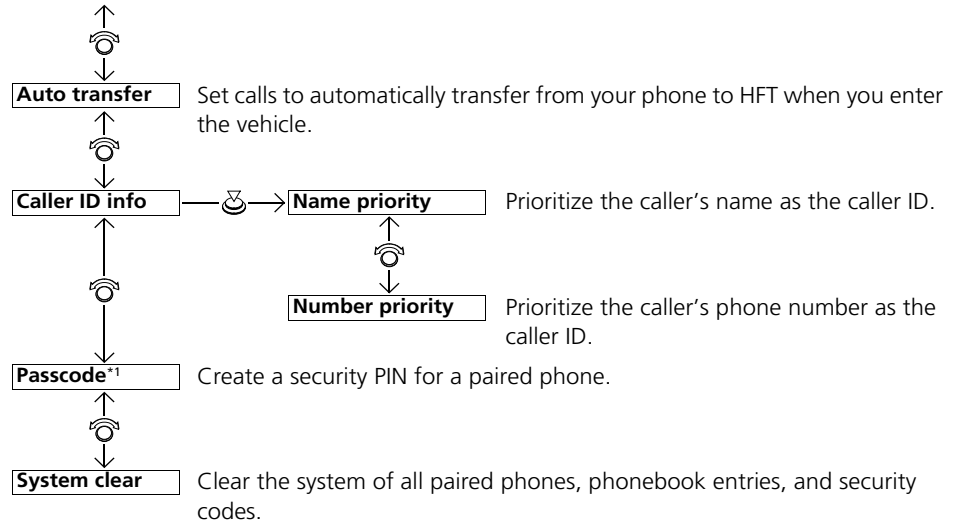 Auto transfer
Set calls to automatically transfer from your phone to HFT when you enter
the vehicle.
Caller ID info
Name priority
Prioritize the caller's name as the caller ID.
Number priority
Prioritize the caller's phone number as the
caller ID.
Passcode*1
Create a security PIN for a paired phone.
System clear
Clear the system of all paired phones, phonebook entries, and security
codes.